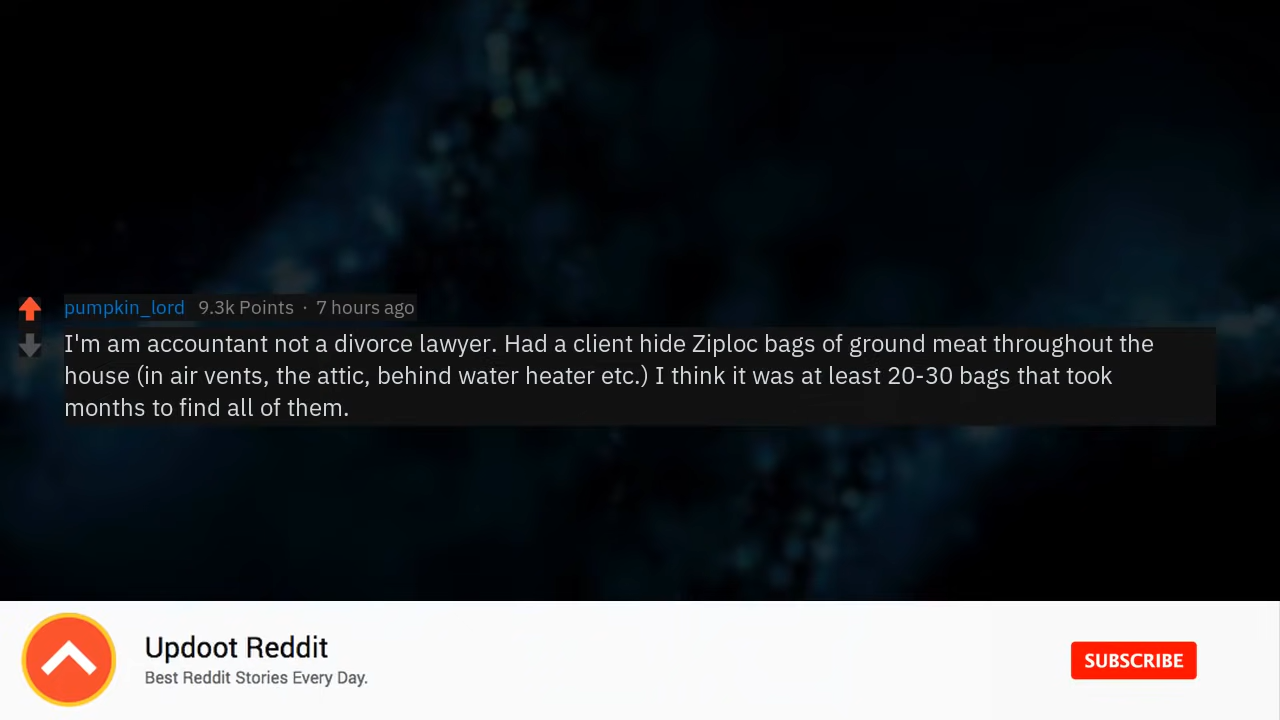 pumpkin_lord 9.3k Points · 7 hours ago
I'm am accountant not a divorce lawyer. Had a client hide Ziploc bags of ground meat throughout the
house (in air vents, the attic, behind water heater etc.) I think it was at least 20-30 bags that took
months to find all of them.
Updoot Reddit
Best Reddit Stories Every Day.
SUBSCRIBE